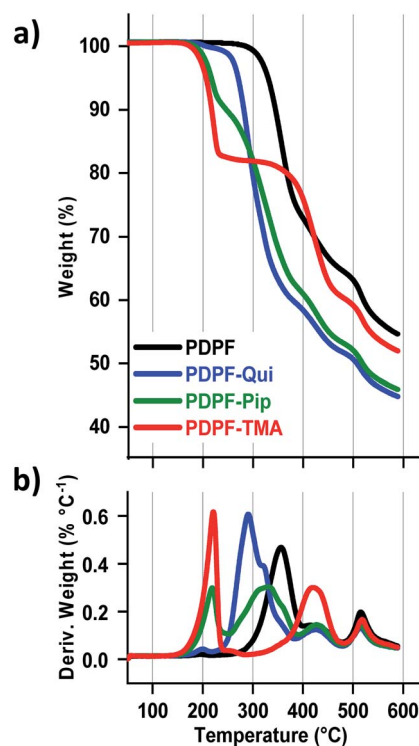 a)
100
90
80
70
60
50
40
Weight (%)
PDPF
PDPF-Qui
PDPF-Pip
PDPF-TMA
b)
0.6
0.4
0.2
0.0
Deriv. Weight (% °C⁻¹)
100 200 300 400 500 600
Temperature (°C)